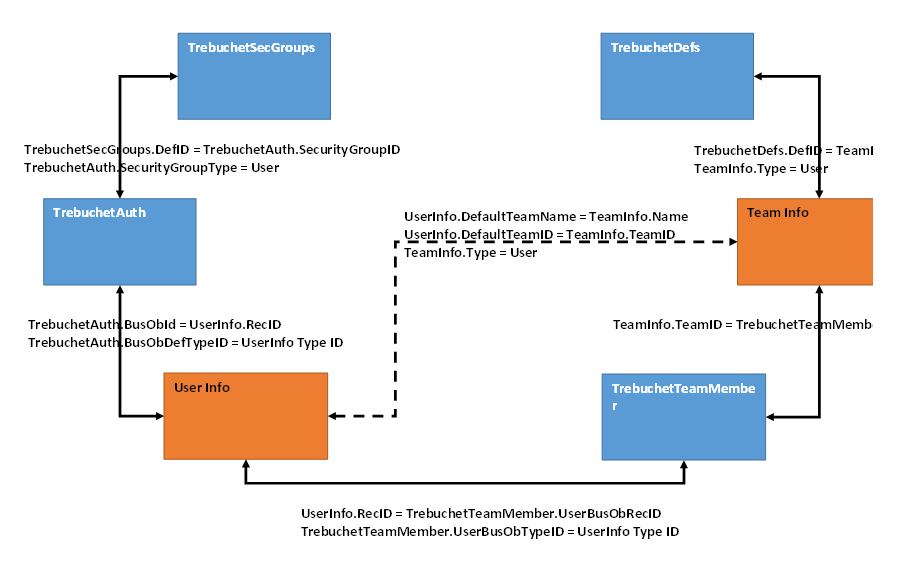 TrebuchetSecGroups
TrebuchetDefs
TrebuchetSecGroups.DefID = TrebuchetAuth.SecurityGroupID
TrebuchetAuth.SecurityGroupType = User
TrebuchetDefs.DefID = TeamI
TeamInfo.Type = User
TrebuchetAuth
UserInfo.DefaultTeamName = TeamInfo.Name
UserInfo.DefaultTeamID = TeamInfo.TeamID
TeamInfo.Type = User
Team Info
TrebuchetAuth.BusObId = UserInfo.RecID
TrebuchetAuth.BusObDefTypeID = UserInfo Type ID
TeamInfo.TeamID = TrebuchetTeamMemb
User Info
TrebuchetTeamMembe
r
UserInfo.RecID = TrebuchetTeamMember.UserBusObRecID
TrebuchetTeamMember.UserBusObTypeID = UserInfo Type ID